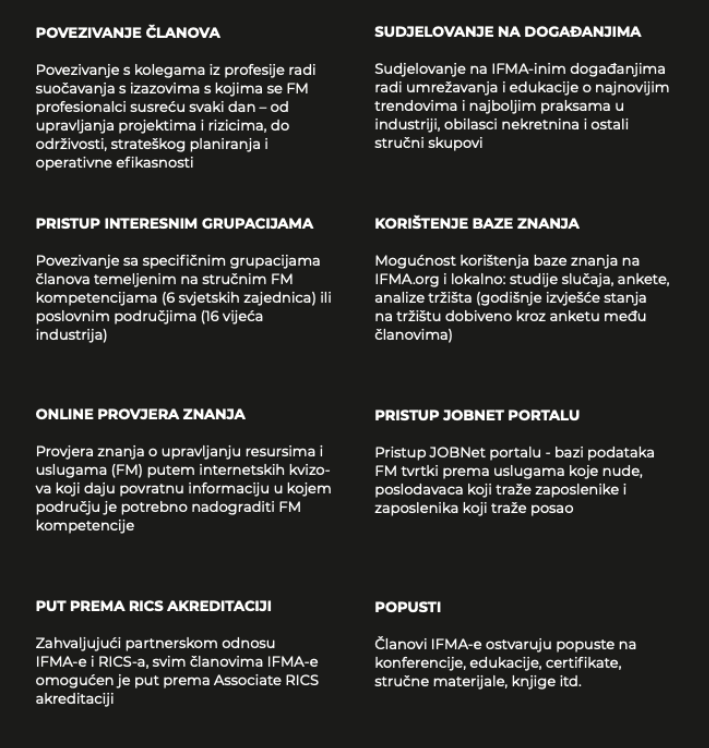 POVEZIVANJE ČLANOVA
Povezivanje s kolegama iz profesije radi
suočavanja s izazovima s kojima se FM
profesionalci susreću svaki dan – od
upravljanja projektima i rizicima, do
održivosti, strateškog planiranja i
operativne efikasnosti
SUDJELOVANJE NA DOGAĐANJIMA
Sudjelovanje na IFMA-inim događanjima
radi umrežavanja i edukacije o najnovijim
trendovima i najboljim praksama u
industriji, obilasci nekretnina i ostali
stručni skupovi
PRISTUP INTERESNIM GRUPACIJAMA
Povezivanje sa specifičnim grupacijama
članova temeljenim na stručnim FM
kompetencijama (6 svjetskih zajednica) ili
poslovnim područjima (16 vijeća
industrija)
KORIŠTENJE BAZE ZNANJA
Mogućnost korištenja baze znanja na
IFMA.org i lokalno: studije slučaja, ankete,
analize tržišta (godišnje izvješće stanja
na tržištu dobiveno kroz anketu među
članovima)
ONLINE PROVJERA ZNANJA
Provjera znanja o upravljanju resursima i
uslugama (FM) putem internetskih kvizo-
va koji daju povratnu informaciju u kojem
području je potrebno nadograditi FM
kompetencije
PRISTUP JOBNET PORTALU
Pristup JOBNet portalu - bazi podataka
FM tvrtki prema uslugama koje nude,
poslodavaca koji traže zaposlenike i
zaposlenika koji traže posao
PUT PREMA RICS AKREDITACIJI
Zahvaljujući partnerskom odnosu
IFMA-e i RICS-a, svim članovima IFMA-e
omogućen je put prema Associate RICS
akreditaciji
POPUSTI
Članovi IFMA-e ostvaruju popuste na
konferencije, edukacije, certifikate,
stručne materijale, knjige itd.